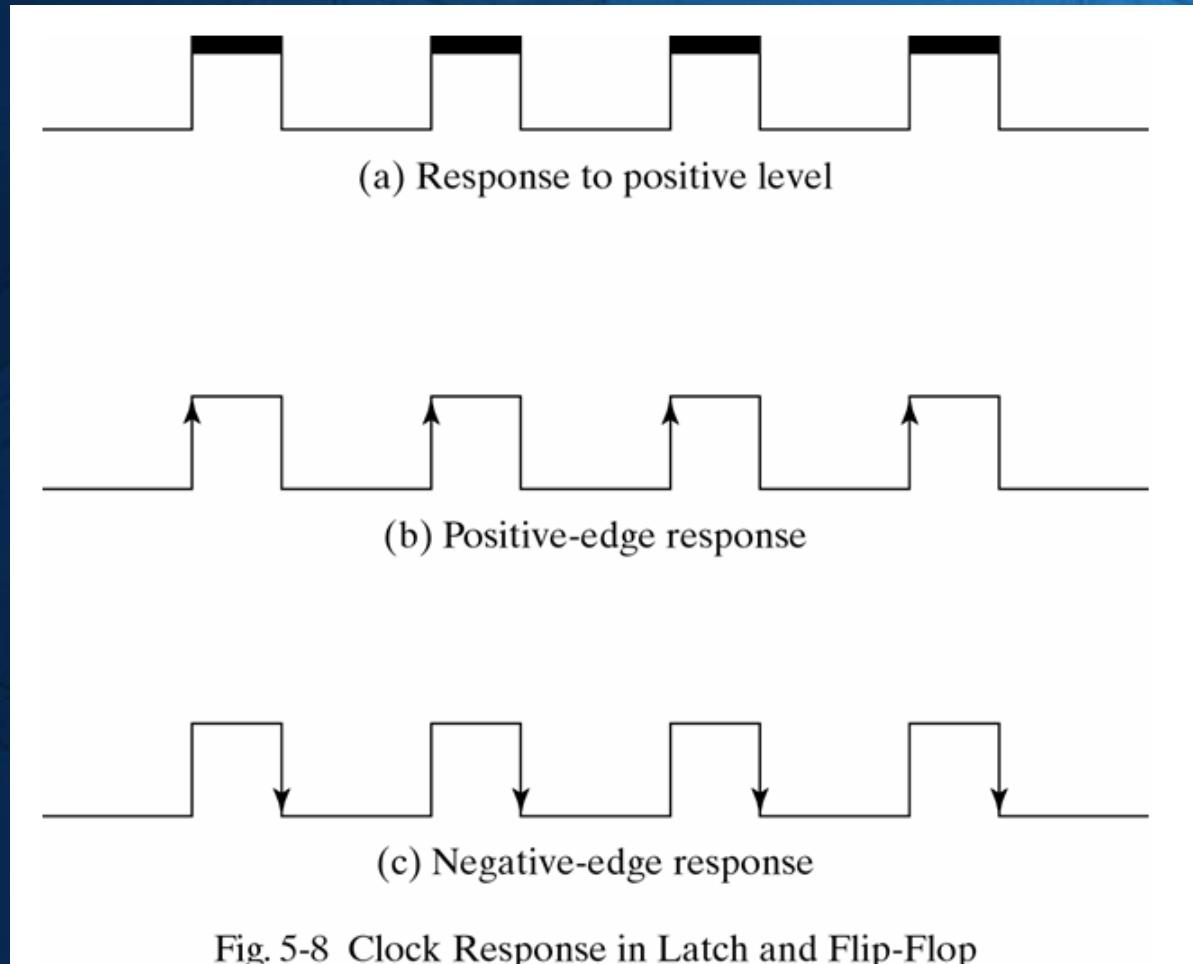 (a) Response to positive level
(b) Positive-edge response
(c) Negative-edge response
Fig. 5-8 Clock Response in Latch and Flip-Flop